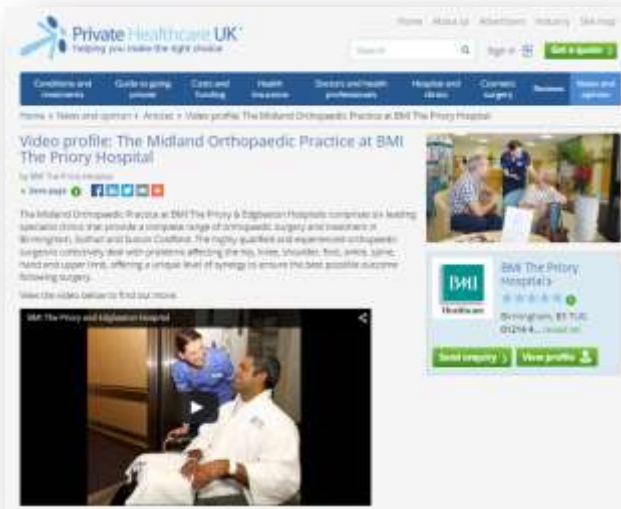 Home About us Advertisers Industry Site map
Private Healthcare UK
helping you make the right choice
Search
Sign in
Get a quote
Conditions and treatments
Guide to going private
Costs and funding
Health insurance
Doctors and health professionals
Hospitals and clinics
Cosmetic surgery
Reviews
News and opinion
Home > News and opinion > Articles > Video profile: The Midland Orthopaedic Practice at BMI The Priory Hospital
Video profile: The Midland Orthopaedic Practice at BMI
The Priory Hospital
by BMI The Priory Hospital
Save page
The Midland Orthopaedic Practice at BMI The Priory & Edgbaston Hospitals comprises six leading
specialist clinics that provide a complete range of orthopaedic surgery and treatment in
Birmingham, Solihull and Sutton Coldfield. The highly qualified and experienced orthopaedic
surgeons collectively deal with problems affecting the hip, knee, shoulder, foot, ankle, spine,
hand and upper limb, offering a unique level of synergy to ensure the best possible outcome
following surgery.
View the video below to find out more.
BMI The Priory and Edgbaston Hospital
BMI
Healthcare
BMI The Priory
Hospital >
Birmingham, B5 7UG
01214 4...
Send enquiry
View profile